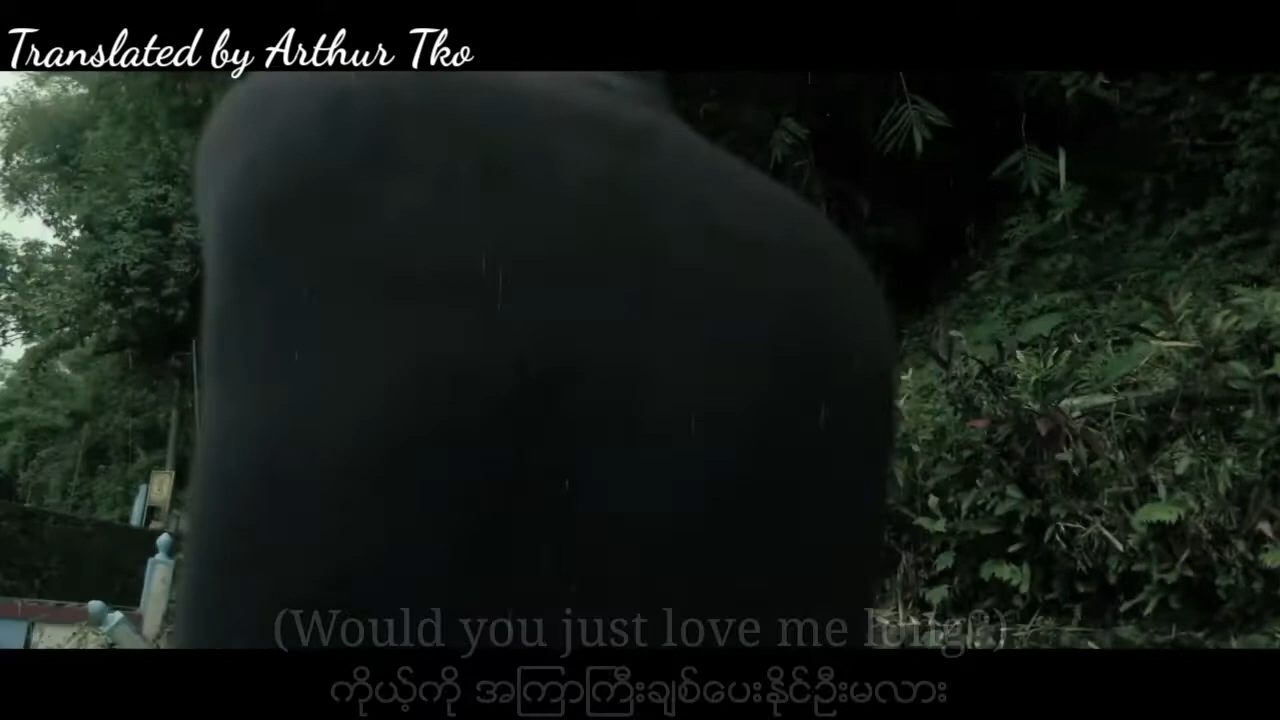 Translated by Arthur Tko
(Would you just love me long?)
ကိုယ့်ကို အကြာကြီးချစ်ပေးနိုင်ဦးမလား